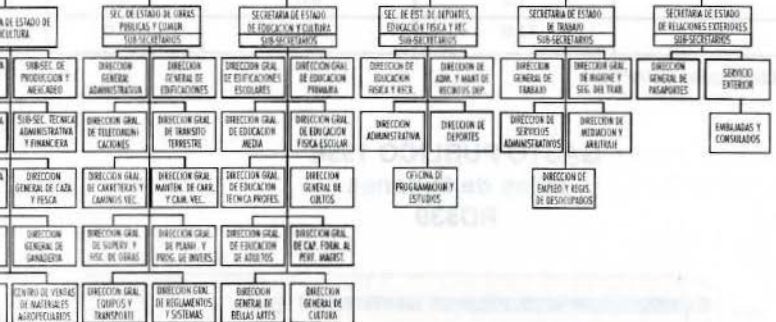 DE ESTADO DE
SEC. DE ESTADO DE OBRAS
PUBLICAS Y COMUN.
SUB-SECRETARIOS
SECRETARIA DE ESTADO
DE EDUCACION Y CULTURA
SUB-SECRETARIOS
SEC. DE EST. DE DEPORTES,
EDUCACION FISICA Y REC.
SUB-SECRETARIOS
SECRETARIA DE ESTADO
DE TRABAJO
SUB-SECRETARIOS
SECRETARIA DE ESTADO
DE RELACIONES EXTERIORES
SUB-SECRETARIOS
SUB-SEC. DE
PRODUCCION Y
MERCADEO
DIRECCION
GENERAL
ADMINISTRATIVA
DIRECCION
GENERAL DE
EDIFICACIONES
DIRECCION GRAL.
DE EDIFICACIONES
ESCOLARES
DIRECCION GRAL.
DE EDUCACION
PRIMARIA
DIRECCION DE
EDUCACION
FISICA Y RECR.
DIRECCION DE
ADM. Y MANT. DE
RECINTOS DEP.
DIRECCION
GENERAL DE
TRABAJO
DIRECCION GRAL.
DE HIGIENE Y
SEG. DEL TRAB.
DIRECCION
GENERAL DE
PASAPORTES
SERVICIO
EXTERIOR
SUB-SEC. TECNICA
ADMINISTRATIVA
Y FINANCIERA
DIRECCION GRAL.
DE TELECOMUNI
CACIONES
DIRECCION GRAL.
DE TRANSITO
TERRESTRE
DIRECCION GRAL.
DE EDUCACION
MEDIA
DIRECCION GRAL.
DE EDUCACION
FISICA ESCOLAR
DIRECCION
ADMINISTRATIVA
DIRECCION DE
DEPORTES
DIRECCION DE
SERVICIOS
ADMINISTRATIVOS
DIRECCION DE
MEDIACION Y
ARBITRAJE
EMBAJADAS Y
CONSULADOS
DIRECCION
GENERAL DE CAZA
Y PESCA
DIRECCION GRAL.
DE CARRETERAS Y
CAMINOS VEC.
DIRECCION GRAL.
MANTEN. DE CARR.
Y CAM. VEC.
DIRECCION GRAL.
DE EDUCACION
TECNICA PROFES.
DIRECCION
GENERAL DE
CULTOS
OFICINA DE
PROGRAMACION Y
ESTUDIOS
DIRECCION DE
EMPLEO Y REGIS.
DE DESOCUPADOS
DIRECCION
GENERAL DE
GANADERIA
DIRECCION GRAL.
DE SUPERV. Y
FISC. DE OBRAS
DIRECCION GRAL.
DE PLANIF. Y
PROG. DE INVERS.
DIRECCION GRAL.
DE EDUCACION
DE ADULTOS
DIRECCION GRAL.
DE CAP. FORM. AL
PERF. MAGIST.
CENTRO DE VENTAS
DE MATERIALES
AGROPECUARIOS
DIRECCION GRAL.
EQUIPOS Y
TRANSPORTE
DIRECCION GRAL.
DE REGLAMENTOS
Y SISTEMAS
DIRECCION
GENERAL DE
BELLAS ARTES
DIRECCION
GENERAL DE
CULTURA